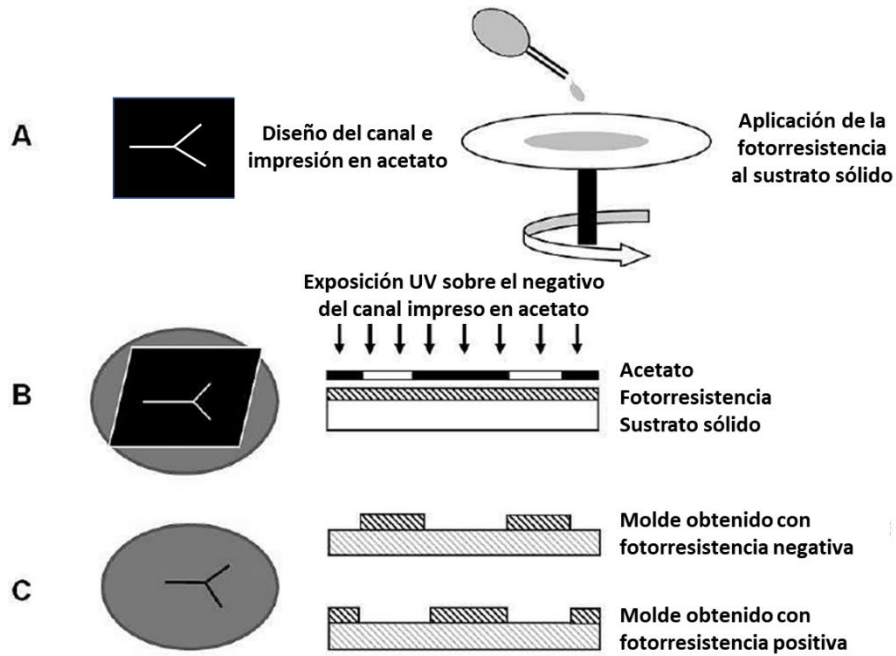 A
Diseño del canal e
impresión en acetato
Aplicación de la
fotorresistencia
al sustrato sólido
Exposición UV sobre el negativo
del canal impreso en acetato
B
Acetato
Fotorresistencia
Sustrato sólido
C
Molde obtenido con
fotorresistencia negativa
Molde obtenido con
fotorresistencia positiva